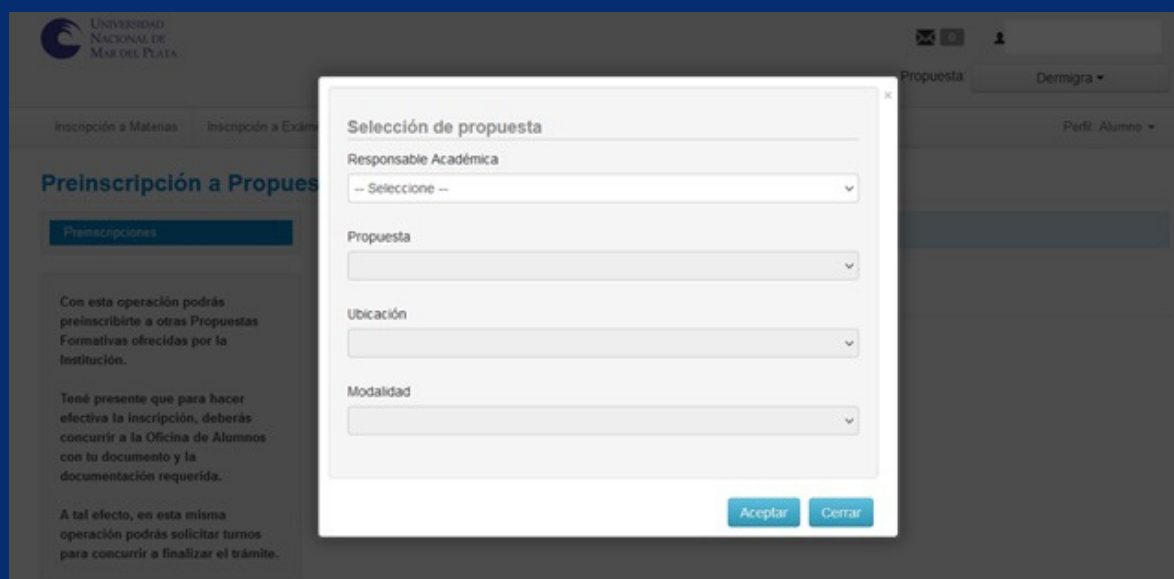 UNIVERSIDAD
NACIONAL DE
MAR DEL PLATA
0
Propuesta
Dermigra
Inscripción a Materias
Inscripción a Exáme
Perfil: Alumno
Preinscripción a Propues
Preinscripciones
Con esta operación podrás
preinscribirte a otras Propuestas
Formativas ofrecidas por la
Institución.
Tené presente que para hacer
efectiva la inscripción, deberás
concurrir a la Oficina de Alumnos
con tu documento y la
documentación requerida.
A tal efecto, en esta misma
operación podrás solicitar turnos
para concurrir a finalizar el trámite.
×
Selección de propuesta
Responsable Académica
-- Seleccione --
Propuesta
Ubicación
Modalidad
Aceptar
Cerrar